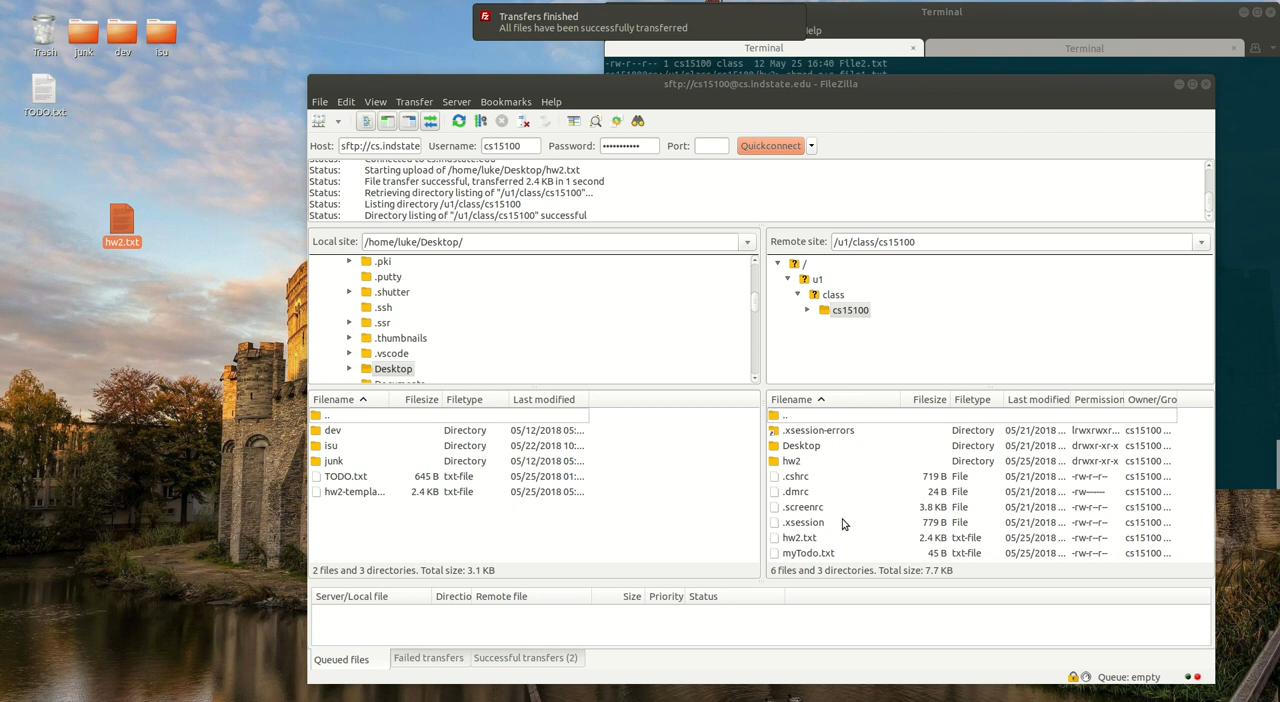 Transfers finished
All files have been successfully transferred
Terminal
Help
Terminal × Terminal ×
-rw-r--r-- 1 cs15100 class 12 May 25 16:40 File2.txt
Trash junk dev isu
TODO.txt
hw2.txt
sftp://cs15100@cs.indstate.edu - FileZilla
File Edit View Transfer Server Bookmarks Help
Host: sftp://cs.indstate Username: cs15100 Password: ••••••••••• Port: Quickconnect
Status: Connected to cs.indstate.edu
Status: Starting upload of /home/luke/Desktop/hw2.txt
Status: File transfer successful, transferred 2.4 KB in 1 second
Status: Retrieving directory listing of "/u1/class/cs15100"...
Status: Listing directory /u1/class/cs15100
Status: Directory listing of "/u1/class/cs15100" successful
Local site: /home/luke/Desktop/
.pki
.putty
.shutter
.ssh
.ssr
.thumbnails
.vscode
Desktop
Documents
Remote site: /u1/class/cs15100
/
u1
class
cs15100
Filename Filesize Filetype Last modified
..
dev Directory 05/12/2018 05:...
isu Directory 05/22/2018 10:...
junk Directory 05/12/2018 05:...
TODO.txt 645 B txt-file 05/25/2018 01:...
hw2-templa... 2.4 KB txt-file 05/25/2018 05:...
2 files and 3 directories. Total size: 3.1 KB
Filename Filesize Filetype Last modified Permission Owner/Gro
..
.xsession-errors Directory 05/21/2018 ... lrwxrwxr... cs15100 ...
Desktop Directory 05/21/2018 ... drwxr-xr-x cs15100 ...
hw2 Directory 05/25/2018 ... drwxr-xr-x cs15100 ...
.cshrc 719 B File 05/21/2018 ... -rw-r--r-- cs15100 ...
.dmrc 24 B File 05/21/2018 ... -rw------- cs15100 ...
.screenrc 3.8 KB File 05/21/2018 ... -rw-r--r-- cs15100 ...
.xsession 779 B File 05/21/2018 ... -rw-r--r-- cs15100 ...
hw2.txt 2.4 KB txt-file 05/25/2018 ... -rw-r--r-- cs15100 ...
myTodo.txt 45 B txt-file 05/25/2018 ... -rw-r--r-- cs15100 ...
6 files and 3 directories. Total size: 7.7 KB
Server/Local file Directio Remote file Size Priority Status
Queued files Failed transfers Successful transfers (2)
Queue: empty